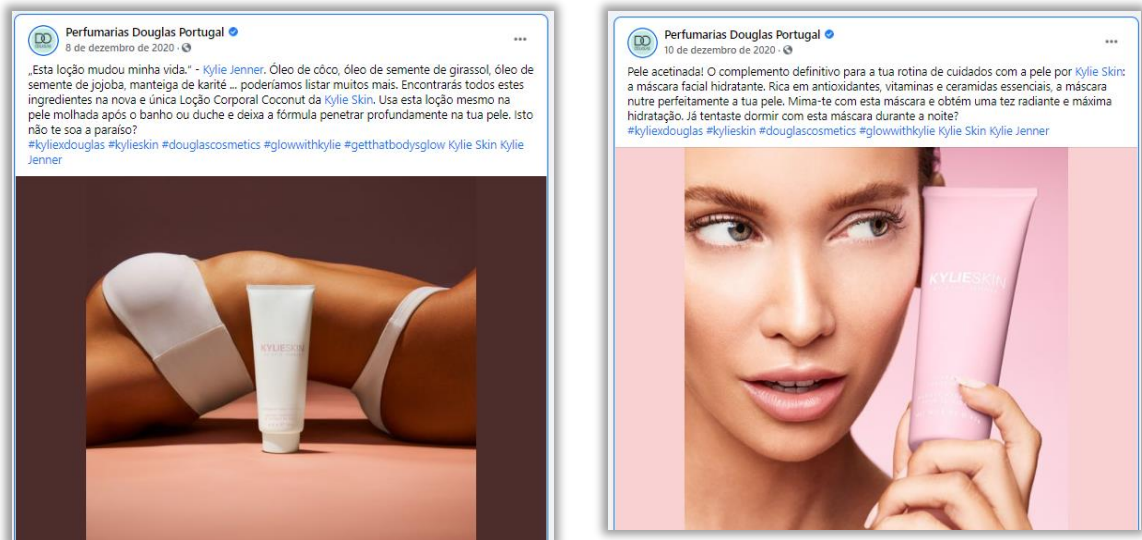 Perfumarias Douglas Portugal
8 de dezembro de 2020
„Esta loção mudou minha vida." - Kylie Jenner. Óleo de côco, óleo de semente de girassol, óleo de
semente de jojoba, manteiga de karité ... poderíamos listar muitos mais. Encontrarás todos estes
ingredientes na nova e única Loção Corporal Coconut da Kylie Skin. Usa esta loção mesmo na
pele molhada após o banho ou duche e deixa a fórmula penetrar profundamente na tua pele. Isto
não te soa a paraíso?
#kyliexdouglas #kylieskin #douglascosmetics #glowwithkylie #getthatbodysglow Kylie Skin Kylie
Jenner
KYLIESKIN
Perfumarias Douglas Portugal
10 de dezembro de 2020
Pele acetinada! O complemento definitivo para a tua rotina de cuidados com a pele por Kylie Skin:
a máscara facial hidratante. Rica em antioxidantes, vitaminas e ceramidas essenciais, a máscara
nutre perfeitamente a tua pele. Mima-te com esta máscara e obtém uma tez radiante e máxima
hidratação. Já tentaste dormir com esta máscara durante a noite?
#kyliexdouglas #kylieskin #douglascosmetics #glowwithkylie Kylie Skin Kylie Jenner
KYLIESKIN